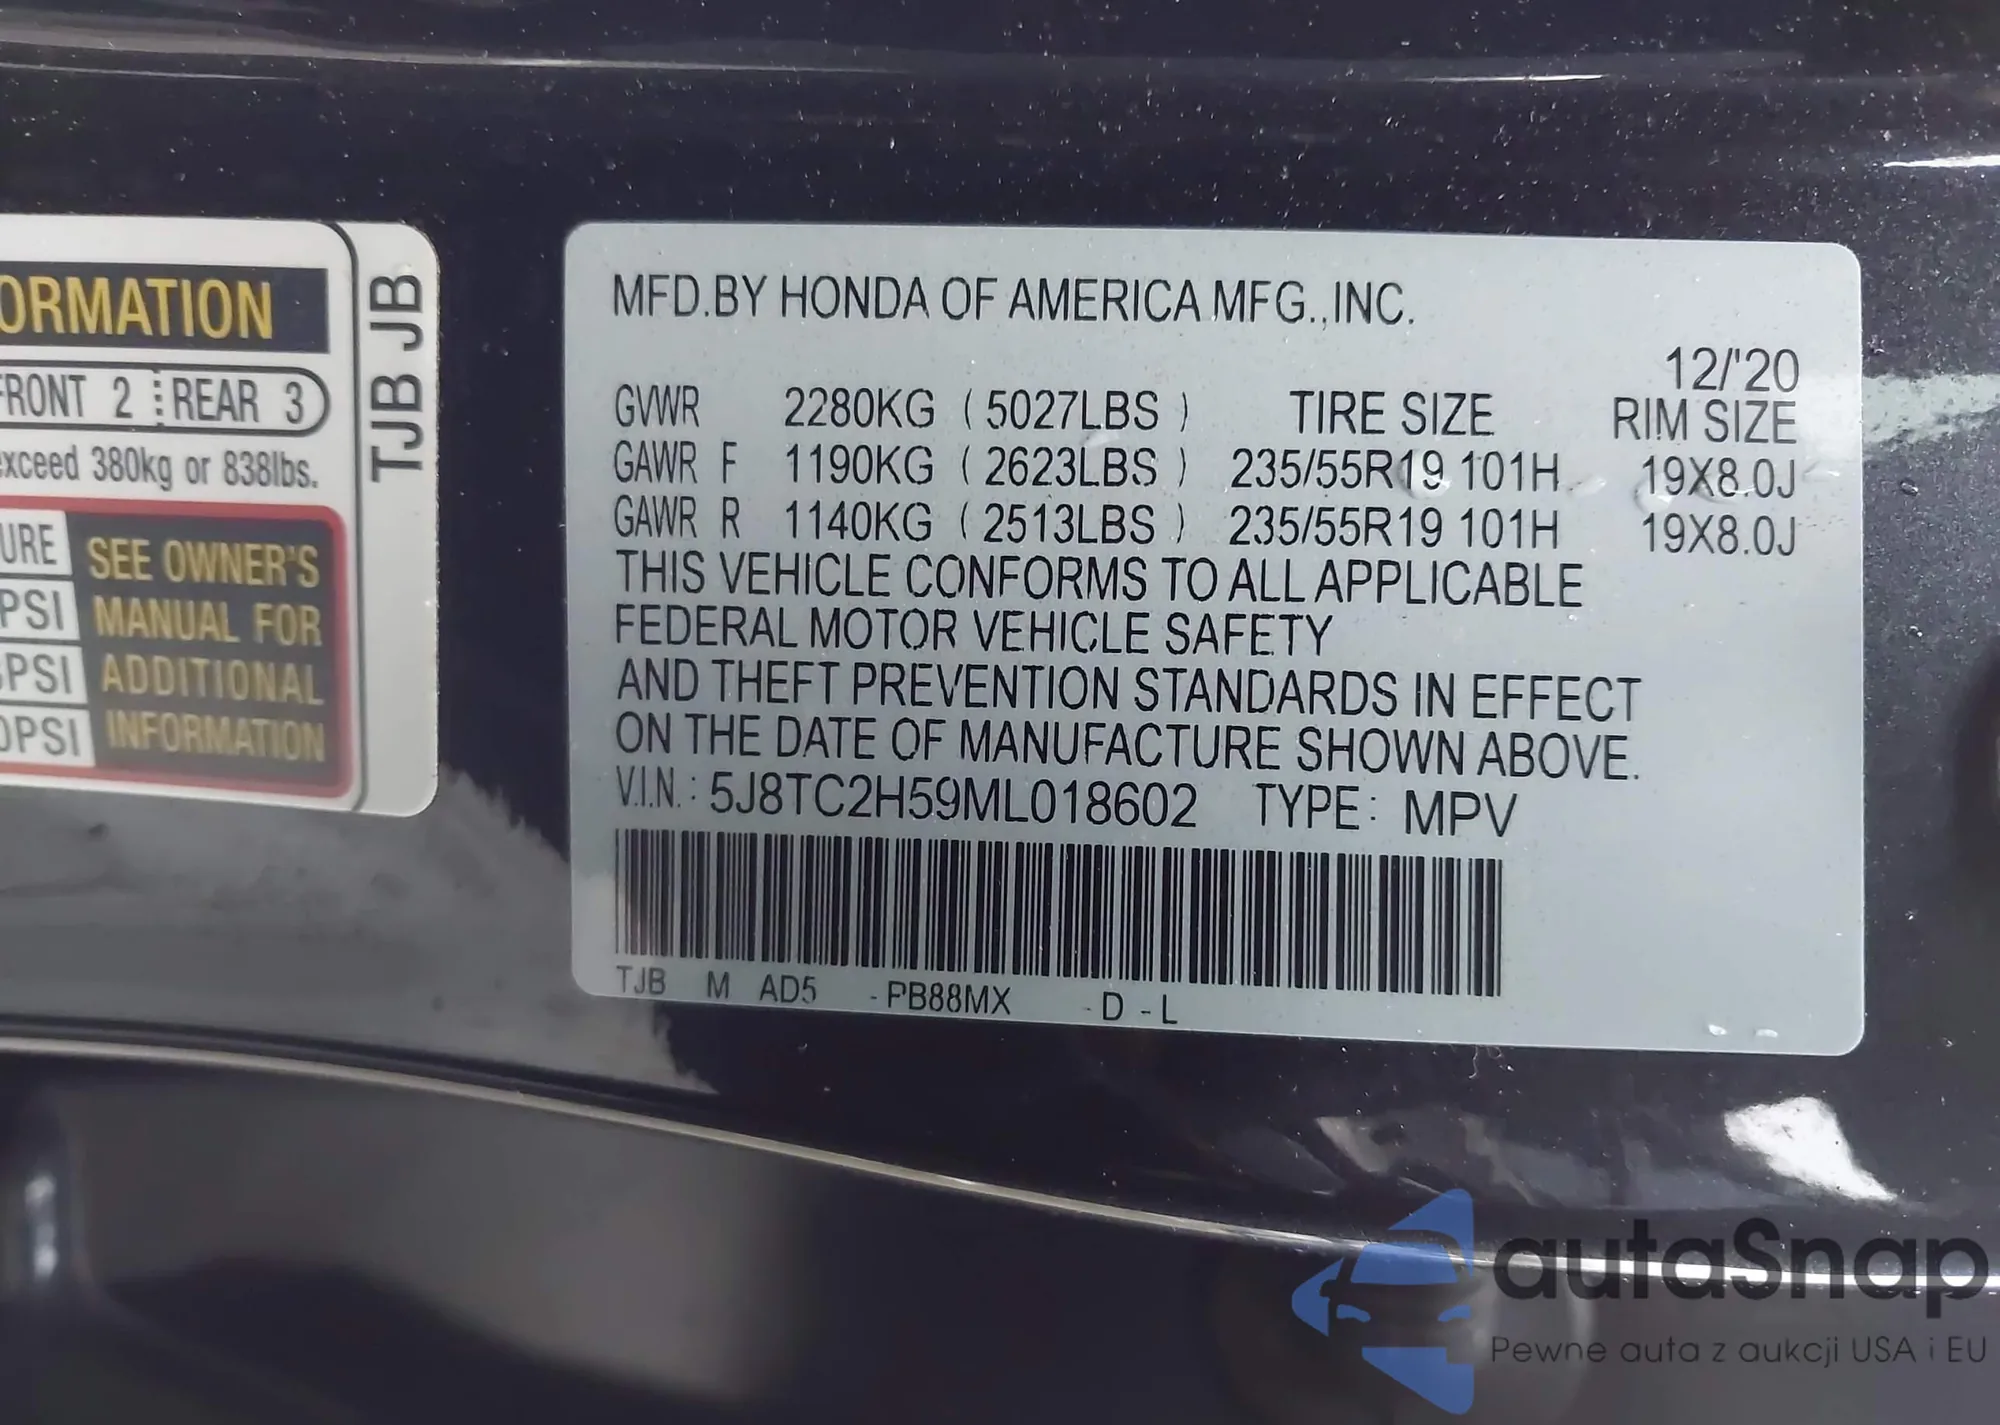 ORMATION
FRONT 2 REAR 3
exceed 380kg or 838lbs.
URE
PSI
PSI
0PSI
SEE OWNER'S
MANUAL FOR
ADDITIONAL
INFORMATION
TJB JB
MFD.BY HONDA OF AMERICA MFG.,INC.
12/'20
GVWR 2280KG ( 5027LBS ) TIRE SIZE RIM SIZE
GAWR F 1190KG ( 2623LBS ) 235/55R19 101H 19X8.0J
GAWR R 1140KG ( 2513LBS ) 235/55R19 101H 19X8.0J
THIS VEHICLE CONFORMS TO ALL APPLICABLE
FEDERAL MOTOR VEHICLE SAFETY
AND THEFT PREVENTION STANDARDS IN EFFECT
ON THE DATE OF MANUFACTURE SHOWN ABOVE.
V.I.N.: 5J8TC2H59ML018602 TYPE: MPV
TJB M AD5 -PB88MX -D -L
autaSnap
Pewne auta z aukcji USA i EU